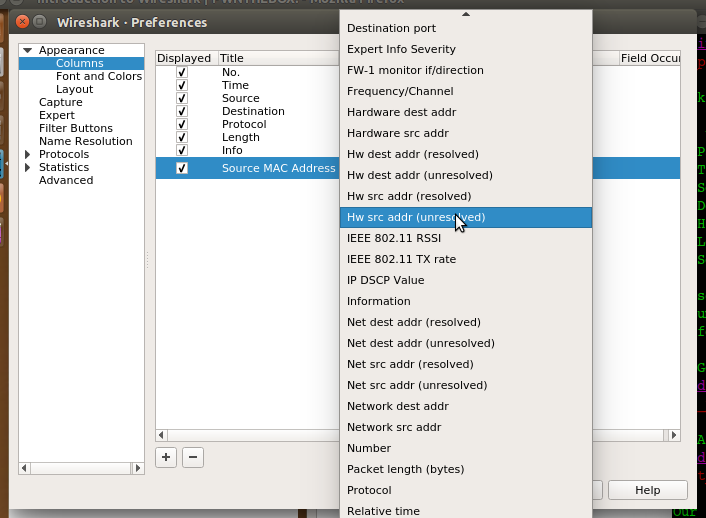 Introduction to Wireshark | PWNTHEBOX! - Mozilla Firefox
Wireshark · Preferences
Appearance
Columns
Font and Colors
Layout
Capture
Expert
Filter Buttons
Name Resolution
Protocols
Statistics
Advanced
Displayed Title
Field Occur
No.
Time
Source
Destination
Protocol
Length
Info
Source MAC Address
Destination port
Expert Info Severity
FW-1 monitor if/direction
Frequency/Channel
Hardware dest addr
Hardware src addr
Hw dest addr (resolved)
Hw dest addr (unresolved)
Hw src addr (resolved)
Hw src addr (unresolved)
IEEE 802.11 RSSI
IEEE 802.11 TX rate
IP DSCP Value
Information
Net dest addr (resolved)
Net dest addr (unresolved)
Net src addr (resolved)
Net src addr (unresolved)
Network dest addr
Network src addr
Number
Packet length (bytes)
Protocol
Relative time
Help
Our